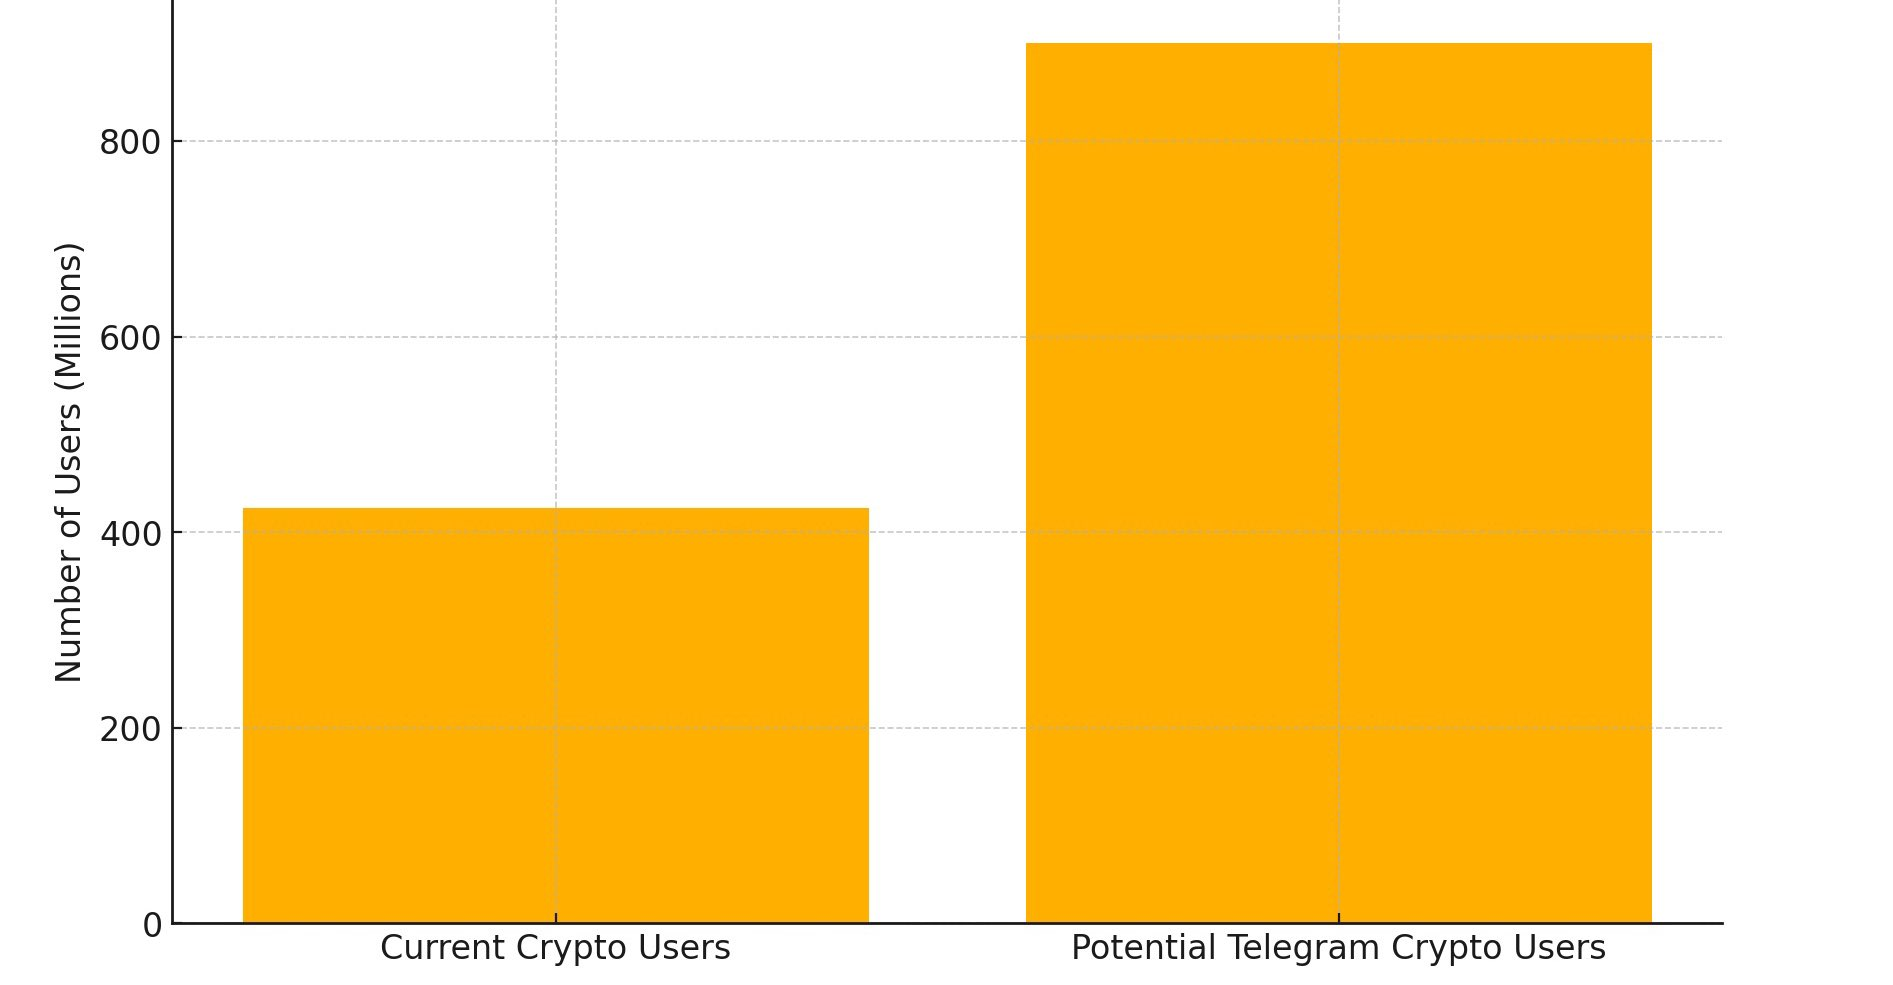 Number of Users (Millions)
800
600
400
200
0
Current Crypto Users
Potential Telegram Crypto Users